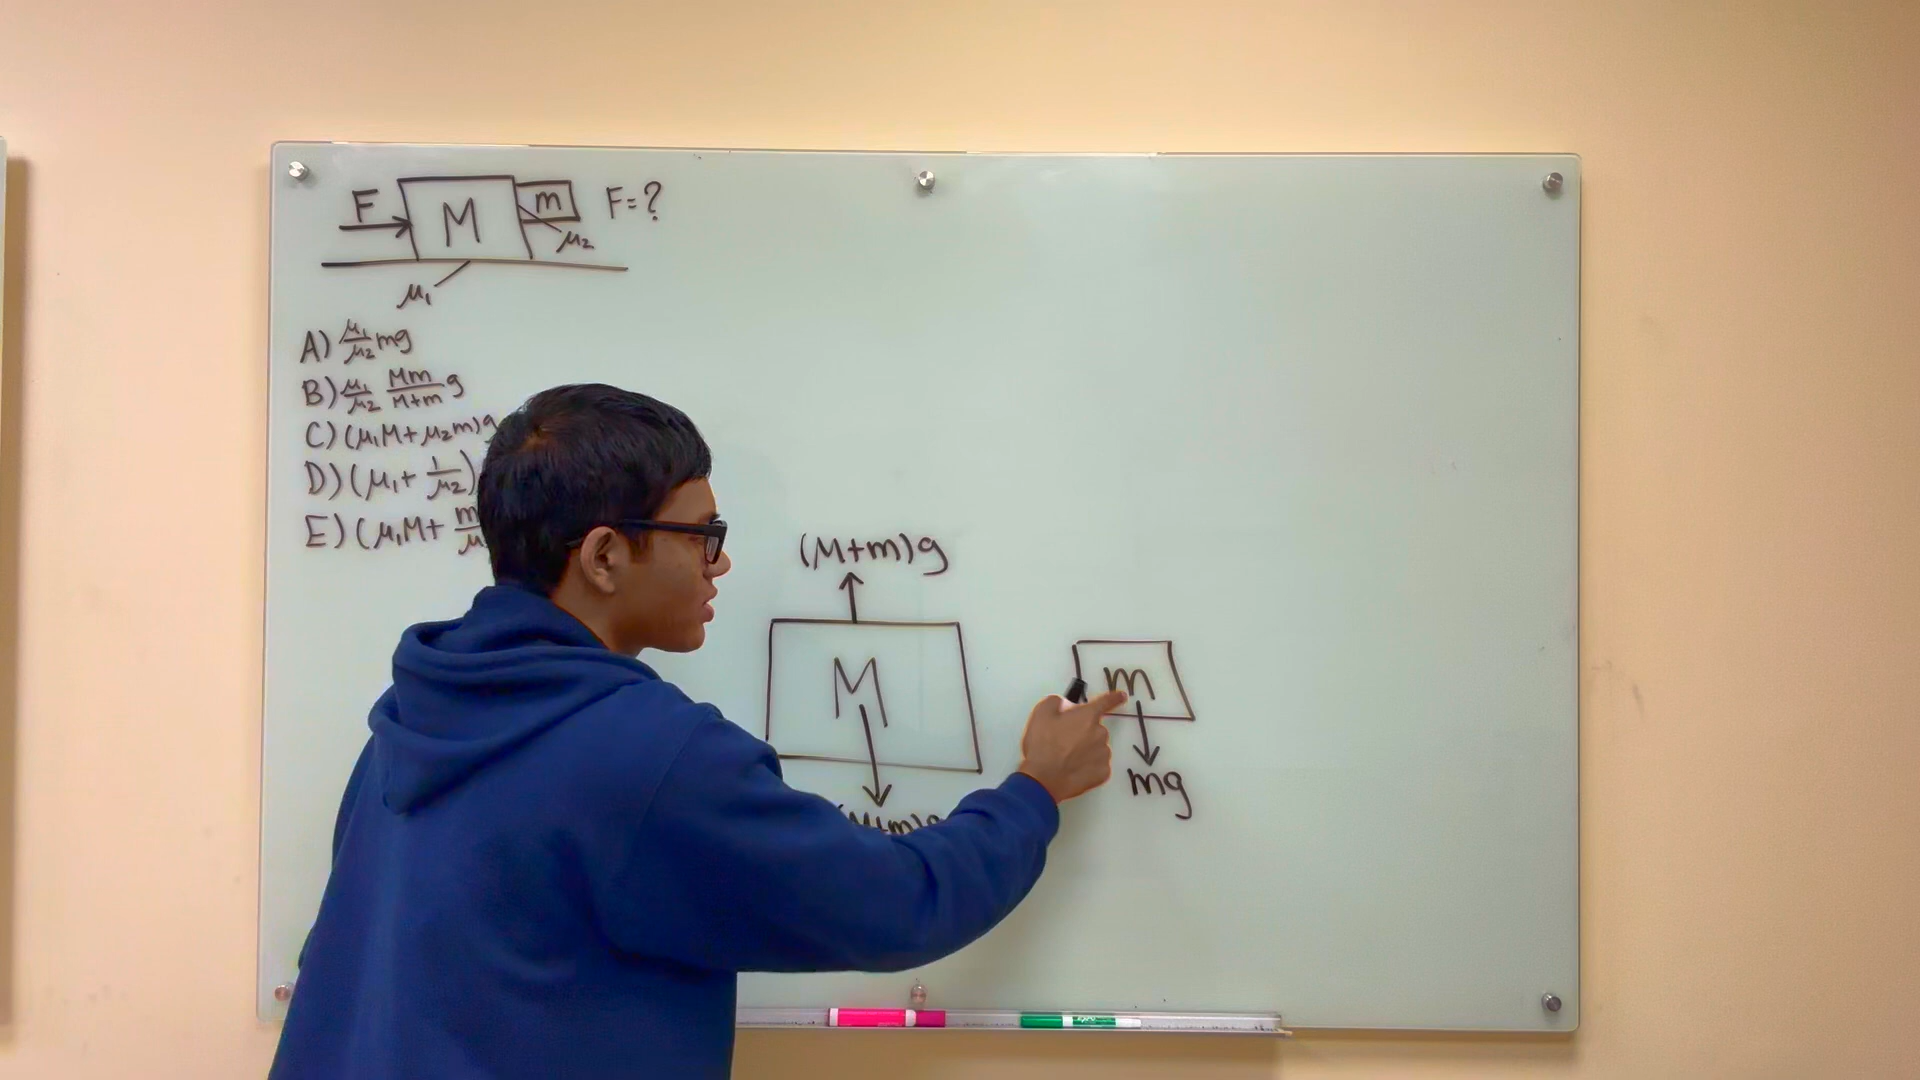 F M m F=?
μ₂
μ₁
A) μ₁/μ₂ mg
B) μ₁/μ₂ Mm/M+m g
C) (μ₁M+μ₂m)g
D) (μ₁+ 1/μ₂)
E) (μ₁M+ m/μ
(M+m)g
M m
mg
(M+m)g